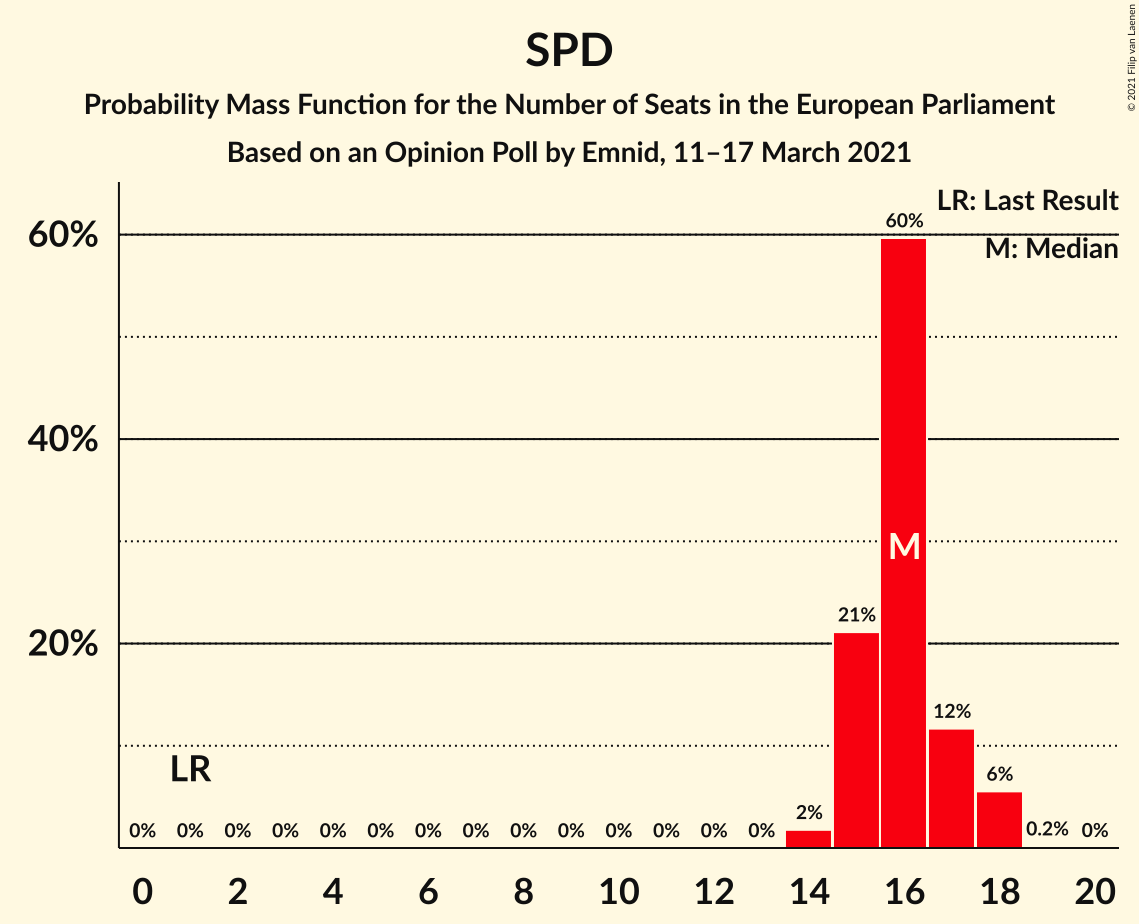 SPD
Probability Mass Function for the Number of Seats in the European Parliament
Based on an Opinion Poll by Emnid, 11–17 March 2021
© 2021 Filip van Laenen
LR: Last Result
M: Median
60%
40%
20%
60%
M
21%
12%
LR
6%
2%
0% 0% 0% 0% 0% 0% 0% 0% 0% 0% 0% 0% 0% 0% 0.2% 0%
0 2 4 6 8 10 12 14 16 18 20